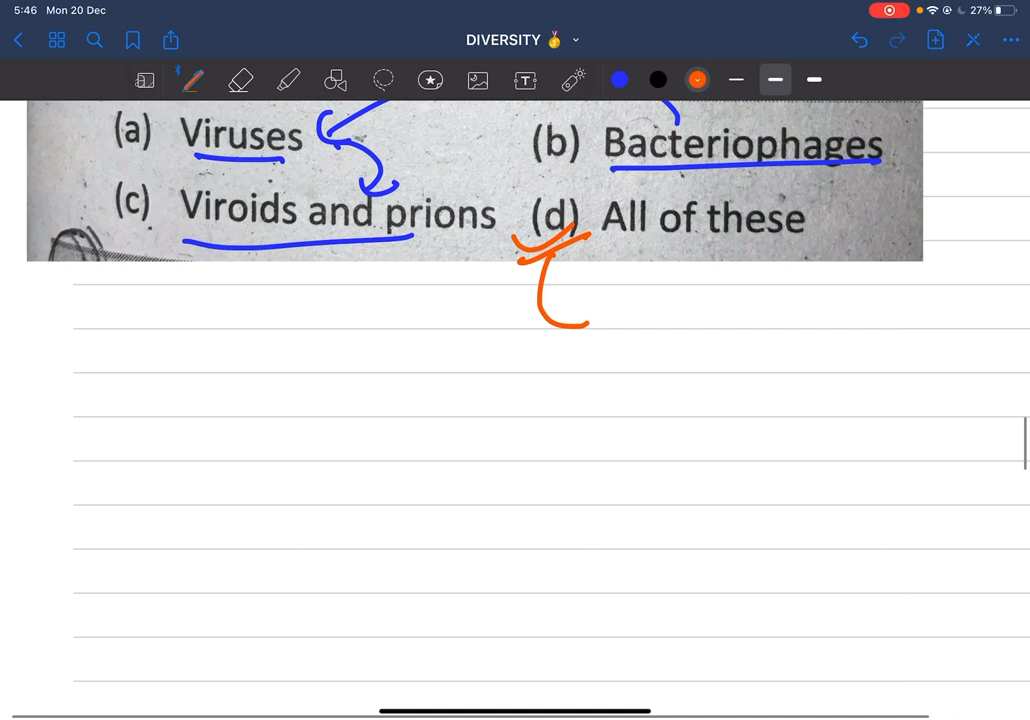 5:46 Mon 20 Dec
27%
DIVERSITY 🏅
T
(a) Viruses
(b) Bacteriophages
(c) Viroids and prions
(d) All of these